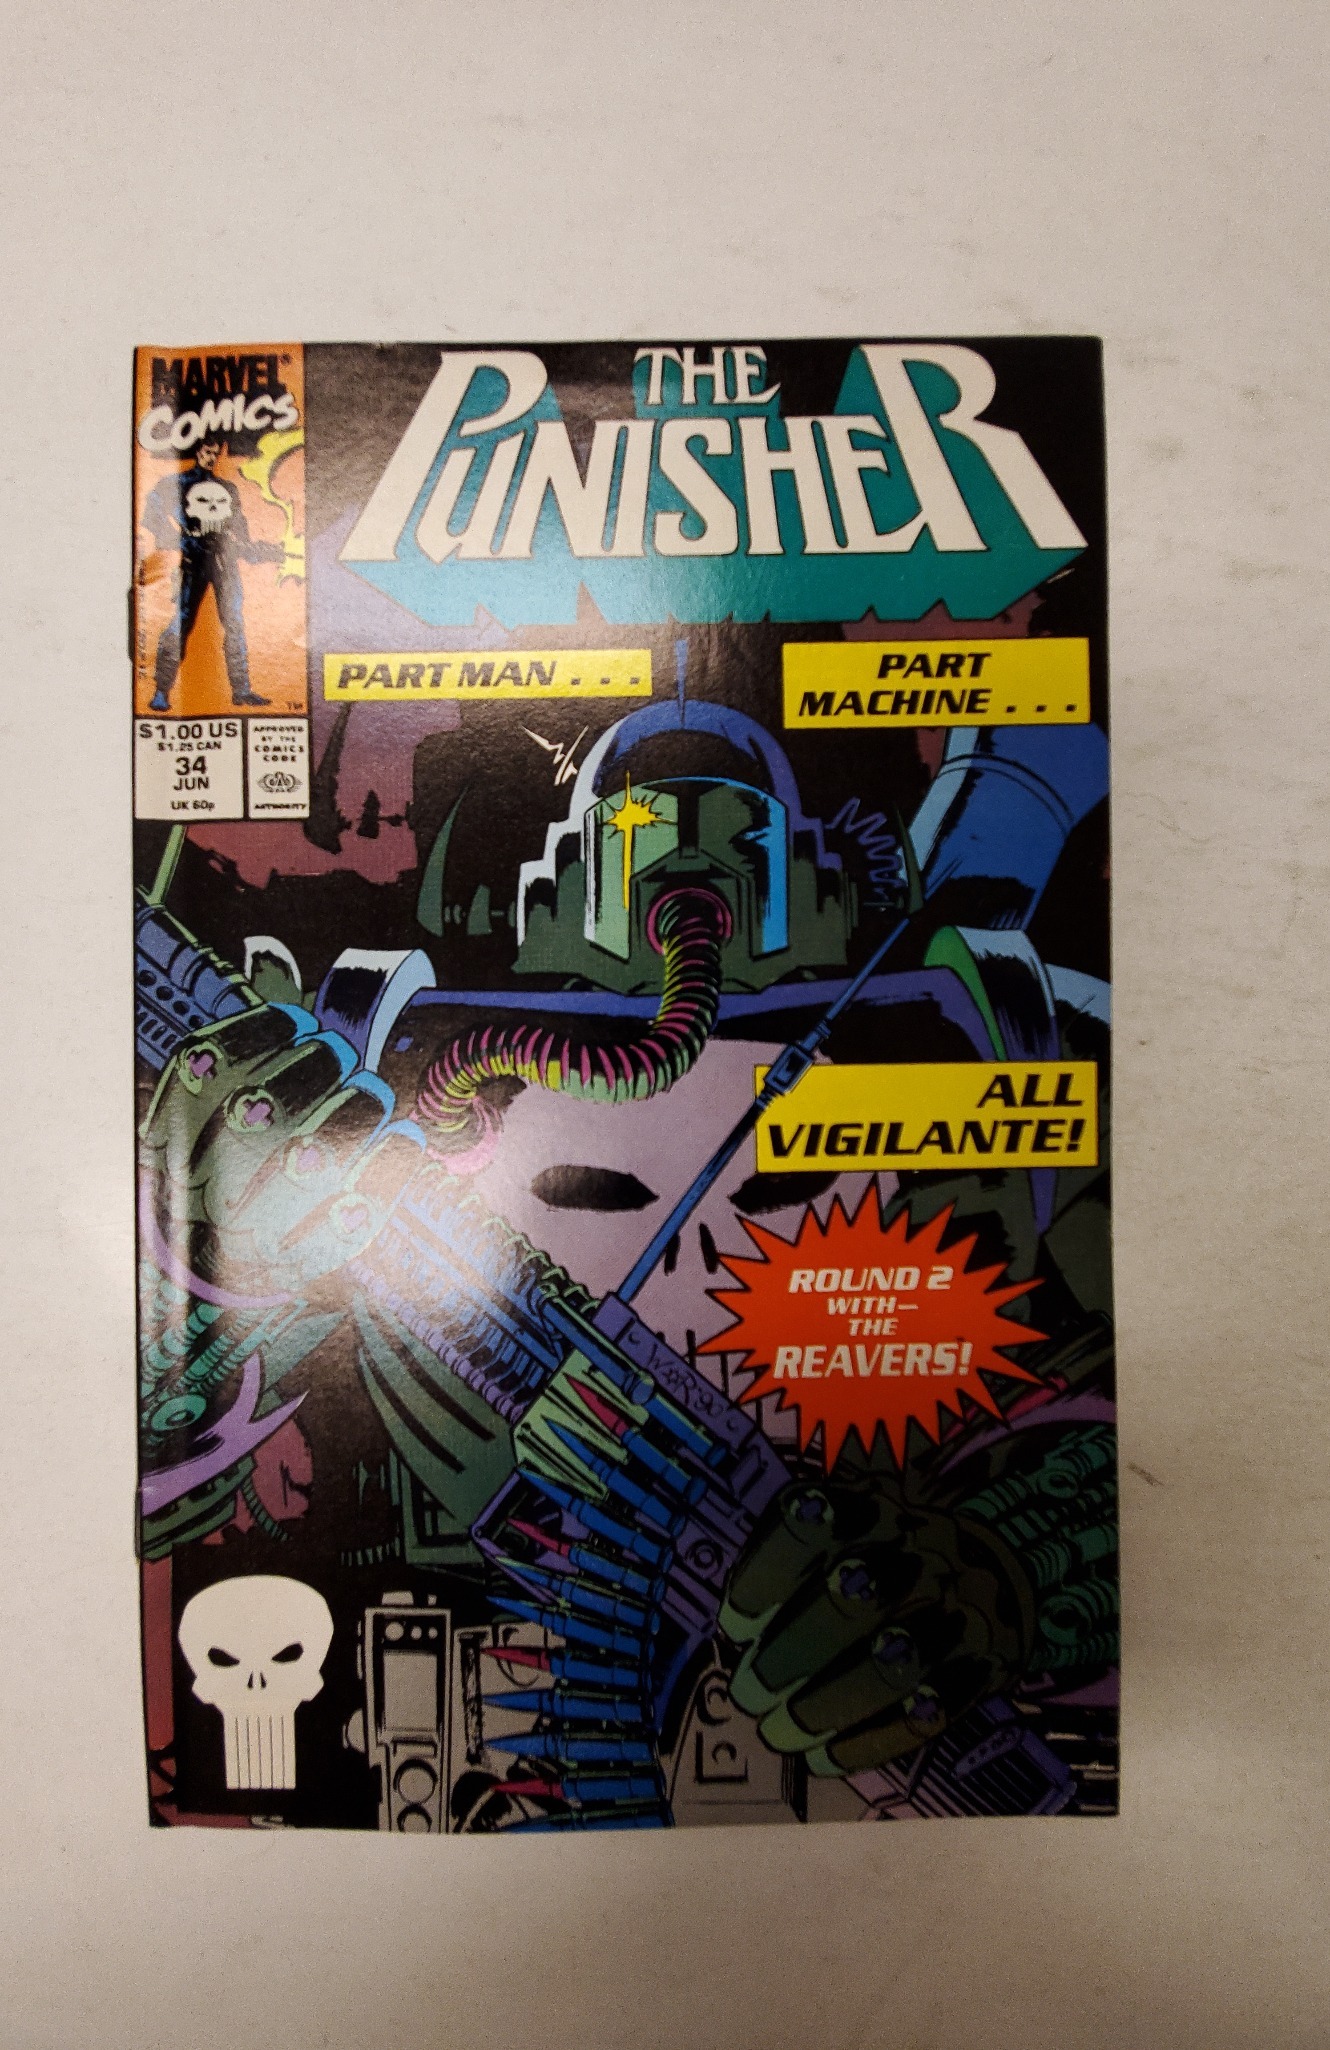 MARVEL®
COMICS
THE
PUNISHER
TM
$1.00 US
$1.25 CAN
34
JUN
UK 60p
APPROVED
BY THE
COMICS
CODE
AUTHORITY
PART MAN . . .
PART
MACHINE . . .
ALL
VIGILANTE!
ROUND 2
WITH—
THE
REAVERS!